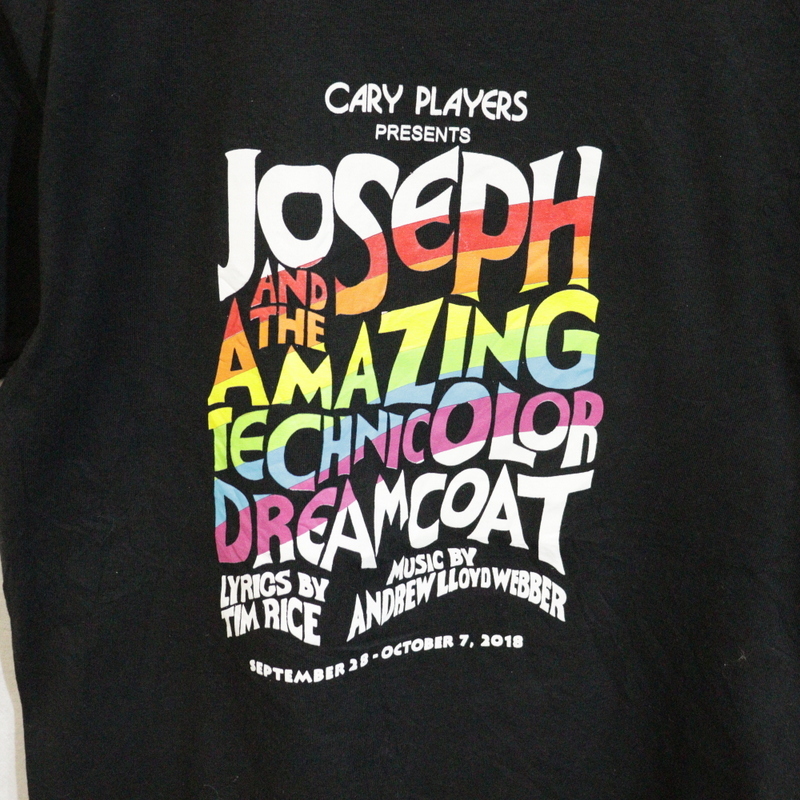 CARY PLAYERS
PRESENTS
JOSEPH
AND
THE
AMAZING
TECHNICOLOR
DREAMCOAT
LYRICS BY
TIM RICE
MUSIC BY
ANDREW LLOYD WEBBER
SEPTEMBER 28 - OCTOBER 7, 2018